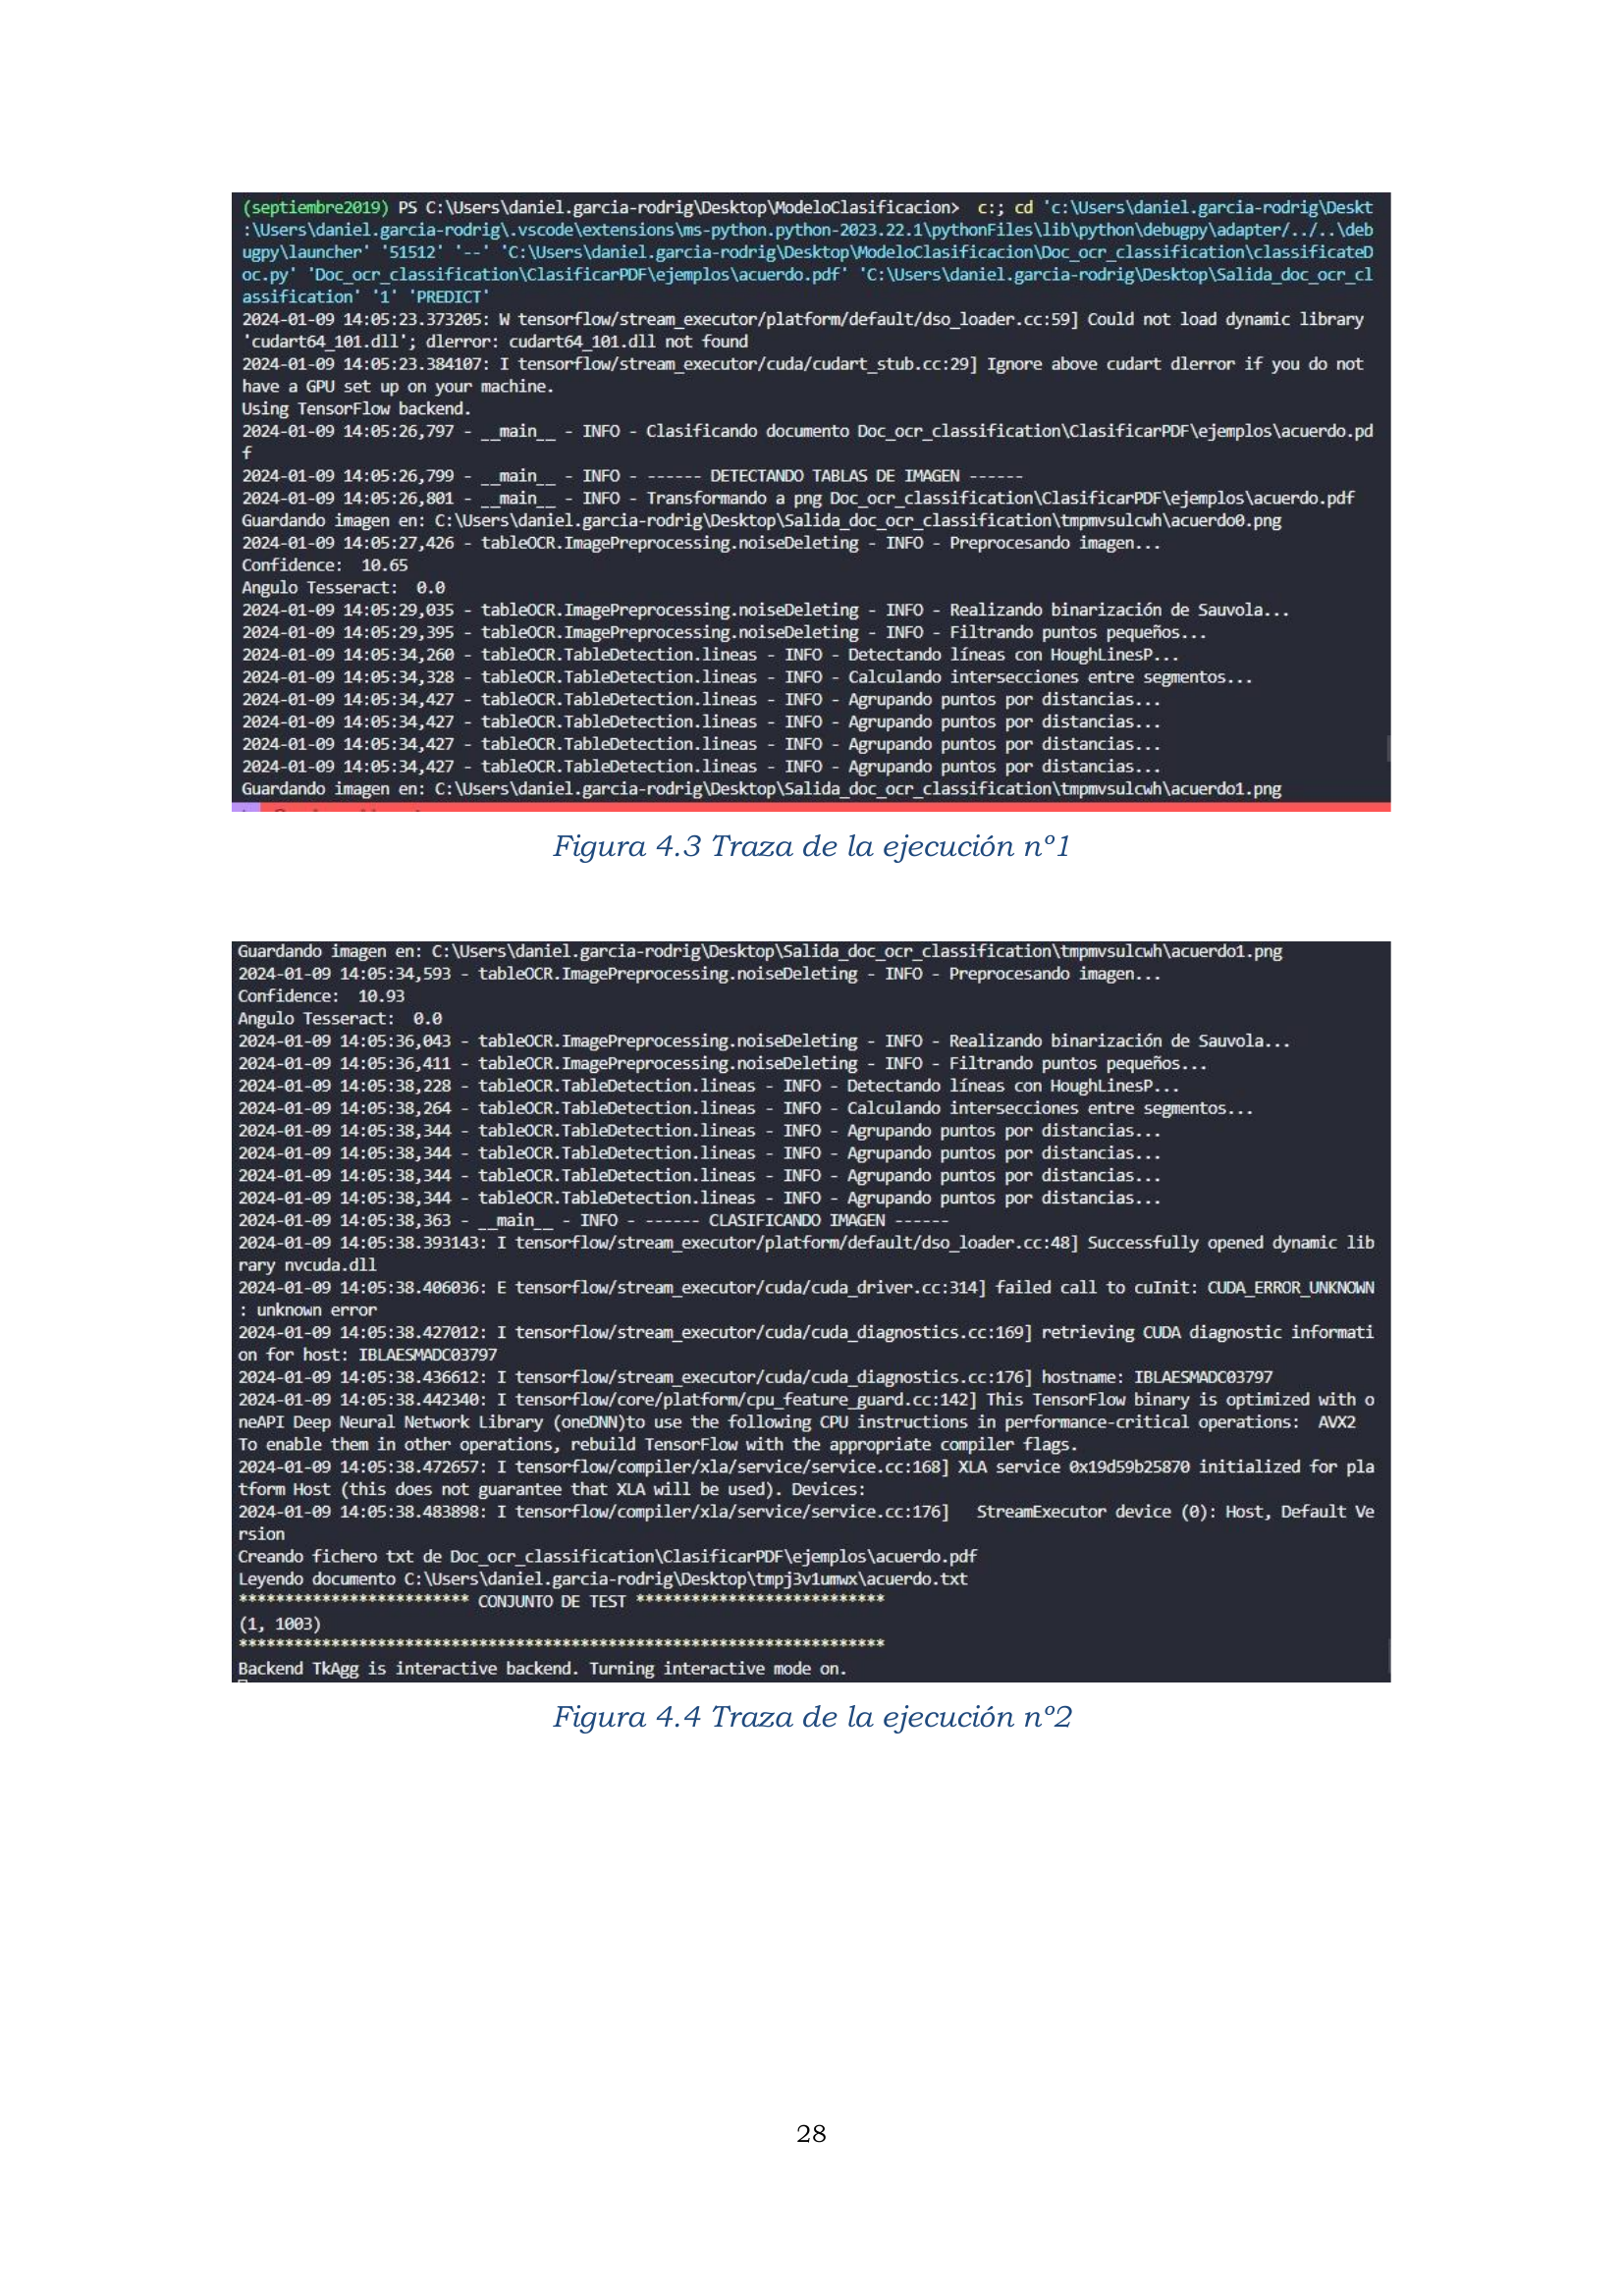 (septiembre2019) PS C:\Users\daniel.garcia-rodrig\Desktop\ModeloClasificacion>  c:; cd 'c:\Users\daniel.garcia-rodrig\Deskt
:\Users\daniel.garcia-rodrig\.vscode\extensions\ms-python.python-2023.22.1\pythonFiles\lib\python\debugpy\adapter/../..\deb
ugpy\launcher' '51512' '--' 'C:\Users\daniel.garcia-rodrig\Desktop\ModeloClasificacion\Doc_ocr_classification\classificateD
oc.py' 'Doc_ocr_classification\ClasificarPDF\ejemplos\acuerdo.pdf' 'C:\Users\daniel.garcia-rodrig\Desktop\Salida_doc_ocr_cl
assification' '1' 'PREDICT'
2024-01-09 14:05:23.373205: W tensorflow/stream_executor/platform/default/dso_loader.cc:59] Could not load dynamic library
'cudart64_101.dll'; dlerror: cudart64_101.dll not found
2024-01-09 14:05:23.384107: I tensorflow/stream_executor/cuda/cudart_stub.cc:29] Ignore above cudart dlerror if you do not
have a GPU set up on your machine.
Using TensorFlow backend.
2024-01-09 14:05:26,797 - __main__ - INFO - Clasificando documento Doc_ocr_classification\ClasificarPDF\ejemplos\acuerdo.pd
f
2024-01-09 14:05:26,799 - __main__ - INFO - ------ DETECTANDO TABLAS DE IMAGEN ------
2024-01-09 14:05:26,801 - __main__ - INFO - Transformando a png Doc_ocr_classification\ClasificarPDF\ejemplos\acuerdo.pdf
Guardando imagen en: C:\Users\daniel.garcia-rodrig\Desktop\Salida_doc_ocr_classification\tmpmvsulcwh\acuerdo0.png
2024-01-09 14:05:27,426 - tableOCR.ImagePreprocessing.noiseDeleting - INFO - Preprocesando imagen...
Confidence:  10.65
Angulo Tesseract:  0.0
2024-01-09 14:05:29,035 - tableOCR.ImagePreprocessing.noiseDeleting - INFO - Realizando binarización de Sauvola...
2024-01-09 14:05:29,395 - tableOCR.ImagePreprocessing.noiseDeleting - INFO - Filtrando puntos pequeños...
2024-01-09 14:05:34,260 - tableOCR.TableDetection.lineas - INFO - Detectando líneas con HoughLinesP...
2024-01-09 14:05:34,328 - tableOCR.TableDetection.lineas - INFO - Calculando intersecciones entre segmentos...
2024-01-09 14:05:34,427 - tableOCR.TableDetection.lineas - INFO - Agrupando puntos por distancias...
2024-01-09 14:05:34,427 - tableOCR.TableDetection.lineas - INFO - Agrupando puntos por distancias...
2024-01-09 14:05:34,427 - tableOCR.TableDetection.lineas - INFO - Agrupando puntos por distancias...
2024-01-09 14:05:34,427 - tableOCR.TableDetection.lineas - INFO - Agrupando puntos por distancias...
Guardando imagen en: C:\Users\daniel.garcia-rodrig\Desktop\Salida_doc_ocr_classification\tmpmvsulcwh\acuerdo1.png
Figura 4.3 Traza de la ejecución nº1
Guardando imagen en: C:\Users\daniel.garcia-rodrig\Desktop\Salida_doc_ocr_classification\tmpmvsulcwh\acuerdo1.png
2024-01-09 14:05:34,593 - tableOCR.ImagePreprocessing.noiseDeleting - INFO - Preprocesando imagen...
Confidence:  10.93
Angulo Tesseract:  0.0
2024-01-09 14:05:36,043 - tableOCR.ImagePreprocessing.noiseDeleting - INFO - Realizando binarización de Sauvola...
2024-01-09 14:05:36,411 - tableOCR.ImagePreprocessing.noiseDeleting - INFO - Filtrando puntos pequeños...
2024-01-09 14:05:38,228 - tableOCR.TableDetection.lineas - INFO - Detectando líneas con HoughLinesP...
2024-01-09 14:05:38,264 - tableOCR.TableDetection.lineas - INFO - Calculando intersecciones entre segmentos...
2024-01-09 14:05:38,344 - tableOCR.TableDetection.lineas - INFO - Agrupando puntos por distancias...
2024-01-09 14:05:38,344 - tableOCR.TableDetection.lineas - INFO - Agrupando puntos por distancias...
2024-01-09 14:05:38,344 - tableOCR.TableDetection.lineas - INFO - Agrupando puntos por distancias...
2024-01-09 14:05:38,344 - tableOCR.TableDetection.lineas - INFO - Agrupando puntos por distancias...
2024-01-09 14:05:38,363 - __main__ - INFO - ------ CLASIFICANDO IMAGEN ------
2024-01-09 14:05:38.393143: I tensorflow/stream_executor/platform/default/dso_loader.cc:48] Successfully opened dynamic lib
rary nvcuda.dll
2024-01-09 14:05:38.406036: E tensorflow/stream_executor/cuda/cuda_driver.cc:314] failed call to cuInit: CUDA_ERROR_UNKNOWN
: unknown error
2024-01-09 14:05:38.427012: I tensorflow/stream_executor/cuda/cuda_diagnostics.cc:169] retrieving CUDA diagnostic informati
on for host: IBLAESMADC03797
2024-01-09 14:05:38.436612: I tensorflow/stream_executor/cuda/cuda_diagnostics.cc:176] hostname: IBLAESMADC03797
2024-01-09 14:05:38.442340: I tensorflow/core/platform/cpu_feature_guard.cc:142] This TensorFlow binary is optimized with o
neAPI Deep Neural Network Library (oneDNN)to use the following CPU instructions in performance-critical operations:  AVX2
To enable them in other operations, rebuild TensorFlow with the appropriate compiler flags.
2024-01-09 14:05:38.472657: I tensorflow/compiler/xla/service/service.cc:168] XLA service 0x19d59b25870 initialized for pla
tform Host (this does not guarantee that XLA will be used). Devices:
2024-01-09 14:05:38.483898: I tensorflow/compiler/xla/service/service.cc:176]   StreamExecutor device (0): Host, Default Ve
rsion
Creando fichero txt de Doc_ocr_classification\ClasificarPDF\ejemplos\acuerdo.pdf
Leyendo documento C:\Users\daniel.garcia-rodrig\Desktop\tmpj3v1umwx\acuerdo.txt
************************* CONJUNTO DE TEST ***************************
(1, 1003)
**********************************************************************
Backend TkAgg is interactive backend. Turning interactive mode on.
Figura 4.4 Traza de la ejecución nº2
28